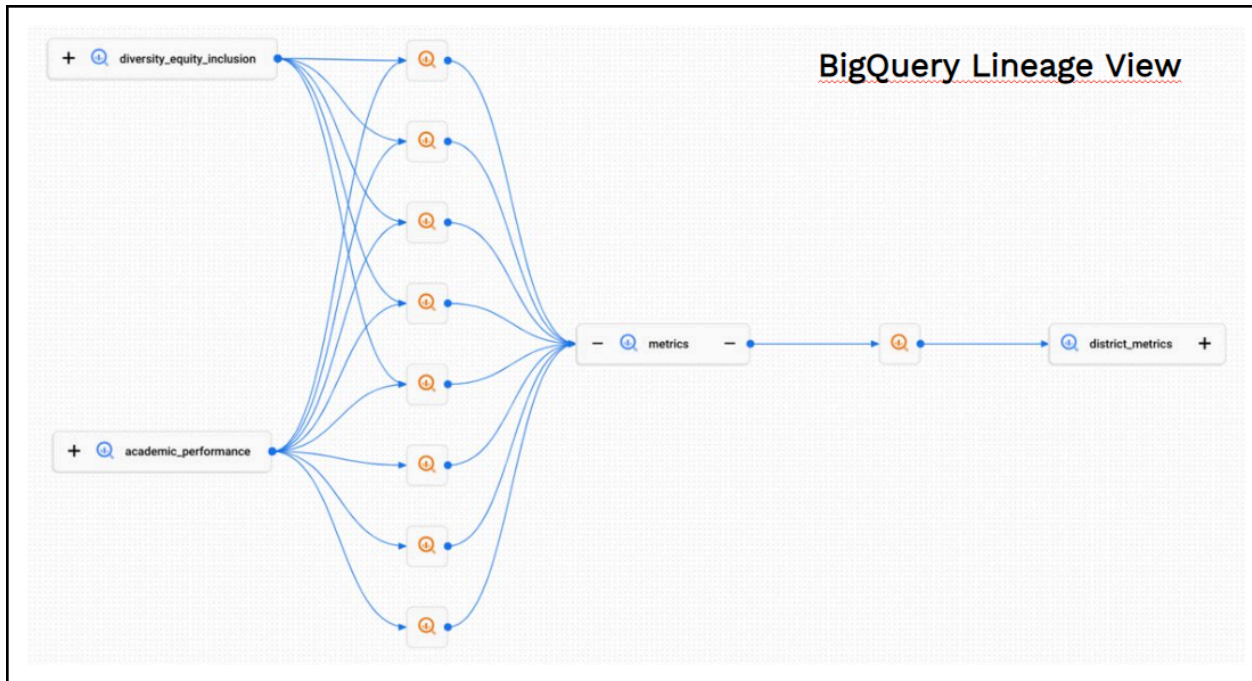 BigQuery Lineage View
diversity_equity_inclusion
metrics
district_metrics
academic_performance